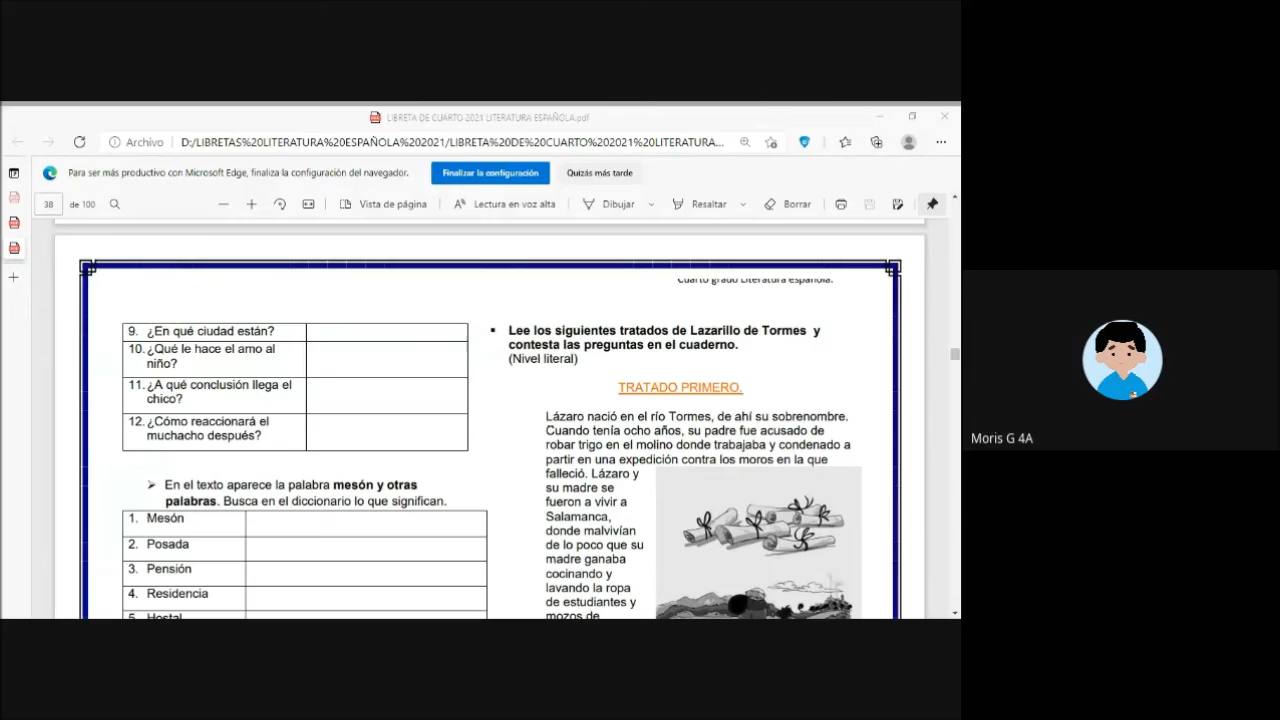 LIBRETA DE CUARTO 2021 LITERATURA ESPAÑOLA.pdf
Archivo D:/LIBRETAS%20LITERATURA%20ESPAÑOLA%202021/LIBRETA%20DE%20CUARTO%202021%20LITERATURA...
Para ser más productivo con Microsoft Edge, finaliza la configuración del navegador. Finalizar la configuración Quizás más tarde
38 de 100 Vista de página Lectura en voz alta Dibujar Resaltar Borrar
Cuarto grado Literatura española.
9. ¿En qué ciudad están?
10. ¿Qué le hace el amo al
niño?
11. ¿A qué conclusión llega el
chico?
12. ¿Cómo reaccionará el
muchacho después?
En el texto aparece la palabra mesón y otras
palabras. Busca en el diccionario lo que significan.
1. Mesón
2. Posada
3. Pensión
4. Residencia
5. Hostal
Lee los siguientes tratados de Lazarillo de Tormes y
contesta las preguntas en el cuaderno.
(Nivel literal)
TRATADO PRIMERO.
Lázaro nació en el río Tormes, de ahí su sobrenombre.
Cuando tenía ocho años, su padre fue acusado de
robar trigo en el molino donde trabajaba y condenado a
partir en una expedición contra los moros en la que
falleció. Lázaro y
su madre se
fueron a vivir a
Salamanca,
donde malvivían
de lo poco que su
madre ganaba
cocinando y
lavando la ropa
de estudiantes y
mozos de
Moris G 4A